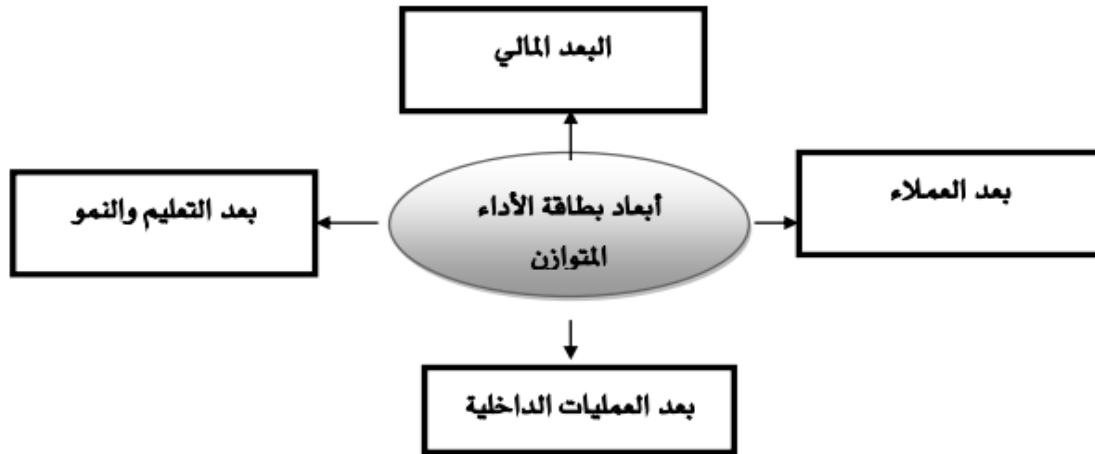 البعد المالي
بعد العملاء
أبعاد بطاقة الأداء
المتوازن
بعد التعليم والنمو
بعد العمليات الداخلية